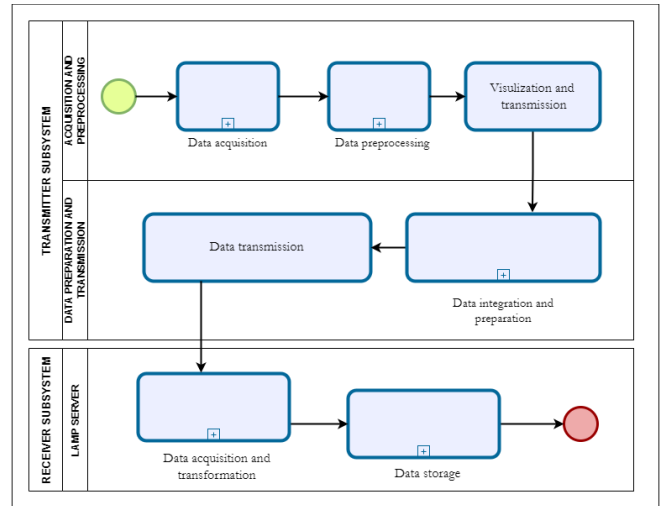 TRANSMITTER SUBSYSTEM
ACQUISITION AND
PREPROCESSING
Data acquisition
Data preprocessing
Visulization and
transmission
DATA PREPARATION AND
TRANSMISSION
Data transmission
Data integration and
preparation
RECEIVER SUBSYSTEM
LAMP SERVER
Data acquisition and
transformation
Data storage